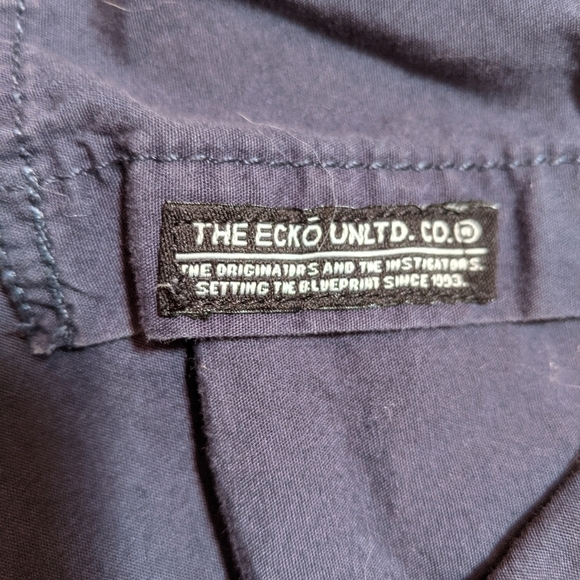 THE ECKŌ UNLTD. CO.
THE ORIGINATORS AND THE INSTIGATORS.
SETTING THE BLUEPRINT SINCE 1993.